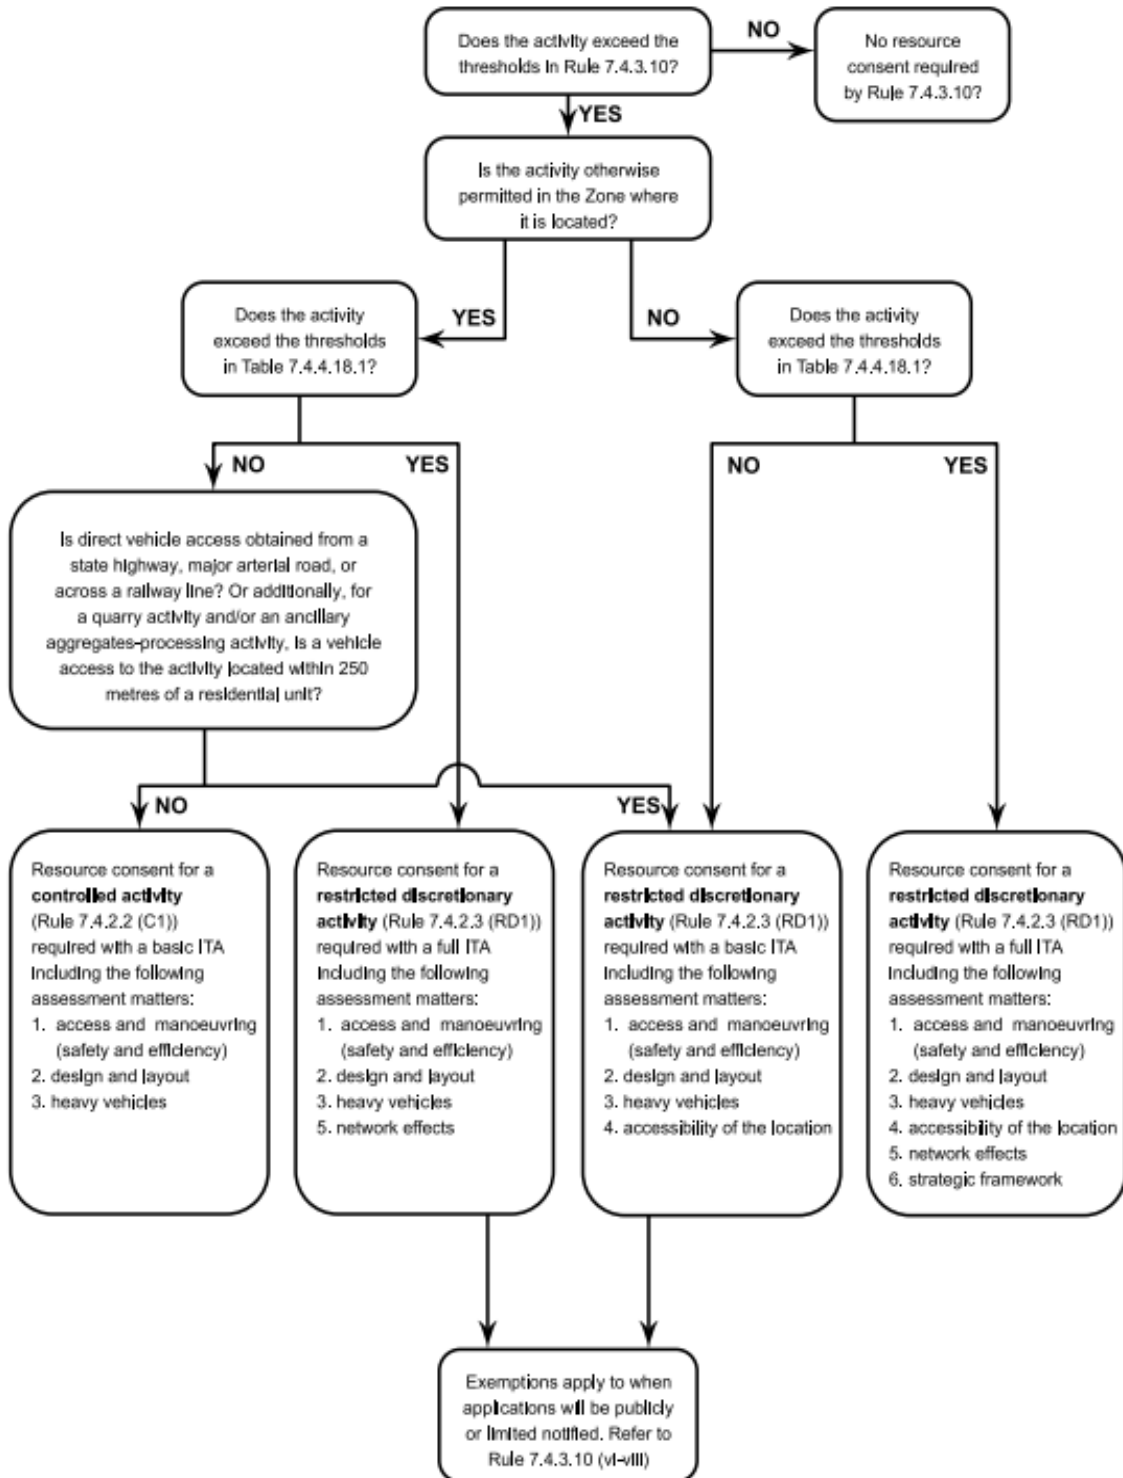 Does the activity exceed the
thresholds in Rule 7.4.3.10?
NO
No resource
consent required
by Rule 7.4.3.10?
YES
Is the activity otherwise
permitted in the Zone where
it is located?
YES
NO
Does the activity
exceed the thresholds
in Table 7.4.4.18.1?
Does the activity
exceed the thresholds
in Table 7.4.4.18.1?
NO
YES
NO
YES
Is direct vehicle access obtained from a
state highway, major arterial road, or
across a railway line? Or additionally, for
a quarry activity and/or an ancillary
aggregates-processing activity, is a vehicle
access to the activity located within 250
metres of a residential unit?
NO
YES
Resource consent for a
controlled activity
(Rule 7.4.2.2 (C1))
required with a basic ITA
including the following
assessment matters:
1. access and manoeuvring
(safety and efficiency)
2. design and layout
3. heavy vehicles
Resource consent for a
restricted discretionary
activity (Rule 7.4.2.3 (RD1))
required with a full ITA
including the following
assessment matters:
1. access and manoeuvring
(safety and efficiency)
2. design and layout
3. heavy vehicles
5. network effects
Resource consent for a
restricted discretionary
activity (Rule 7.4.2.3 (RD1))
required with a basic ITA
including the following
assessment matters:
1. access and manoeuvring
(safety and efficiency)
2. design and layout
3. heavy vehicles
4. accessibility of the location
Resource consent for a
restricted discretionary
activity (Rule 7.4.2.3 (RD1))
required with a full ITA
including the following
assessment matters:
1. access and manoeuvring
(safety and efficiency)
2. design and layout
3. heavy vehicles
4. accessibility of the location
5. network effects
6. strategic framework
Exemptions apply to when
applications will be publicly
or limited notified. Refer to
Rule 7.4.3.10 (vi-viii)